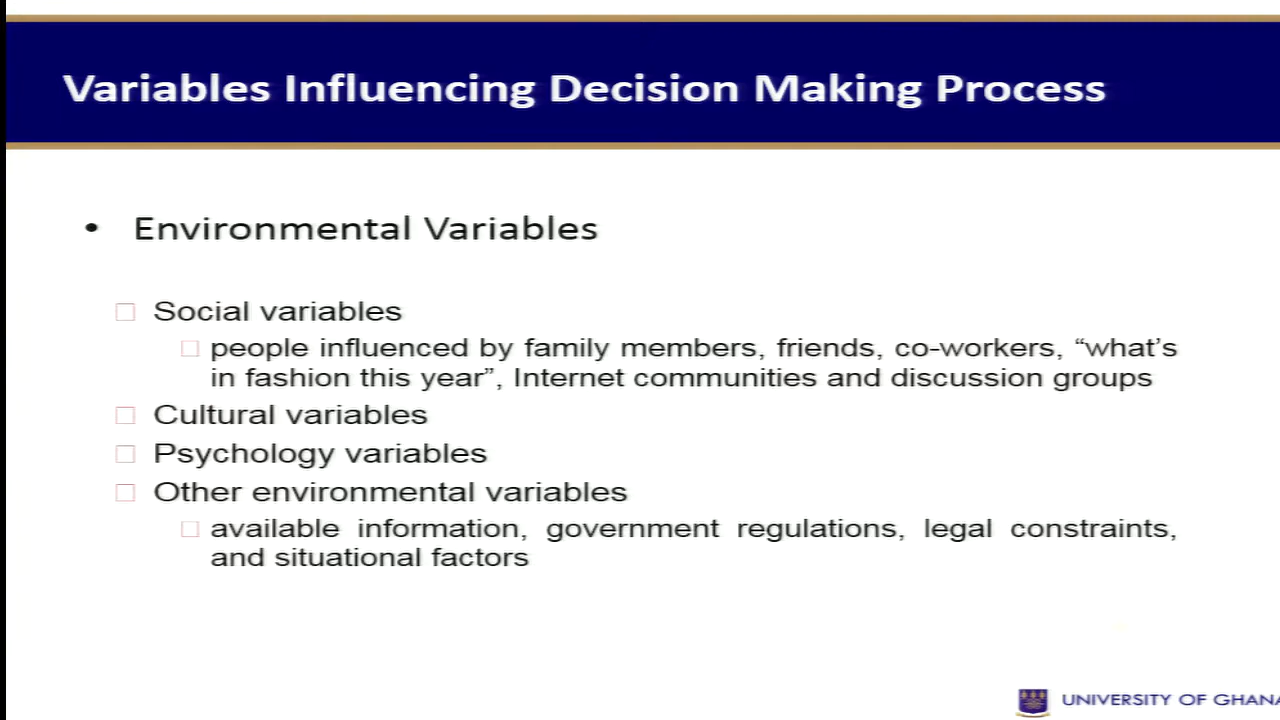 Variables Influencing Decision Making Process
• Environmental Variables
Social variables
people influenced by family members, friends, co-workers, “what’s
in fashion this year”, Internet communities and discussion groups
Cultural variables
Psychology variables
Other environmental variables
available information, government regulations, legal constraints,
and situational factors
UNIVERSITY OF GHANA